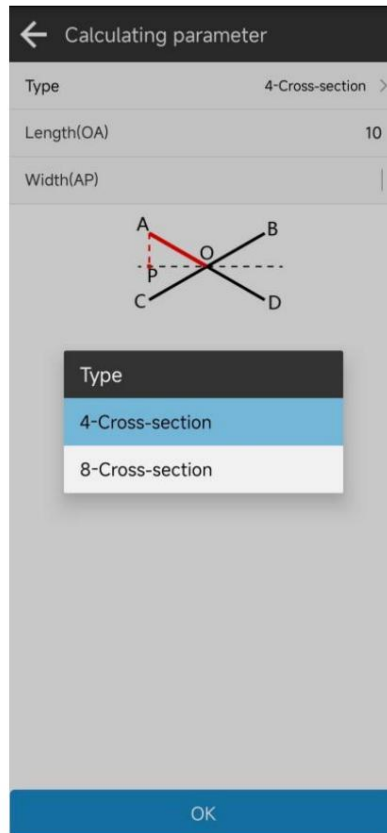 Calculating parameter
Type 4-Cross-section
Length(OA) 10
Width(AP)
A
B
O
P
C
D
Type
4-Cross-section
8-Cross-section
OK